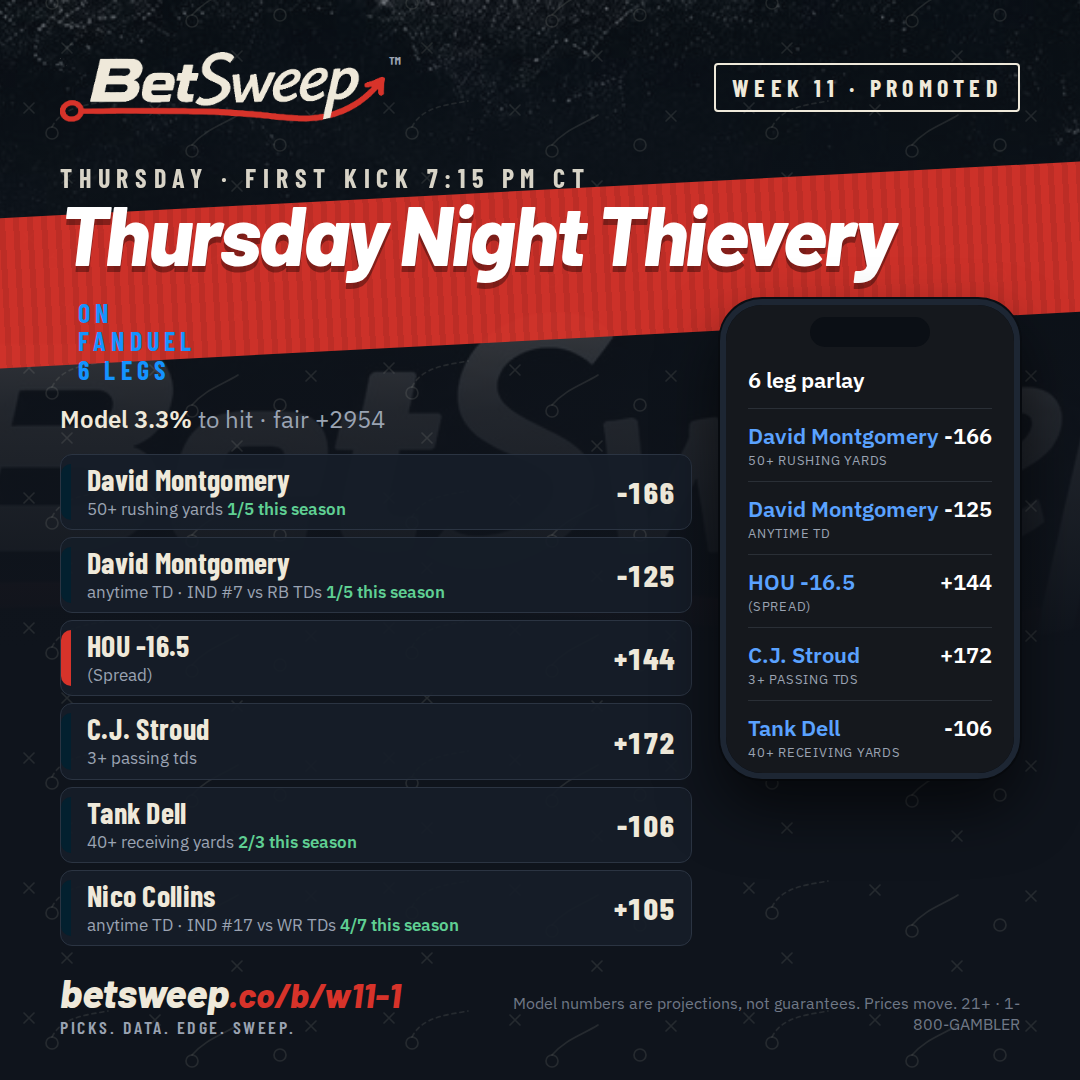 BetSweep™
WEEK 11 · PROMOTED
THURSDAY · FIRST KICK 7:15 PM CT
Thursday Night Thievery
ON
FANDUEL
6 LEGS
Model 3.3% to hit · fair +2954
David Montgomery
50+ rushing yards 1/5 this season
-166
David Montgomery
anytime TD · IND #7 vs RB TDs 1/5 this season
-125
HOU -16.5
(Spread)
+144
C.J. Stroud
3+ passing tds
+172
Tank Dell
40+ receiving yards 2/3 this season
-106
Nico Collins
anytime TD · IND #17 vs WR TDs 4/7 this season
+105
6 leg parlay
David Montgomery -166
50+ RUSHING YARDS
David Montgomery -125
ANYTIME TD
HOU -16.5 +144
(SPREAD)
C.J. Stroud +172
3+ PASSING TDS
Tank Dell -106
40+ RECEIVING YARDS
betsweep.co/b/w11-1
PICKS. DATA. EDGE. SWEEP.
Model numbers are projections, not guarantees. Prices move. 21+ · 1-
800-GAMBLER